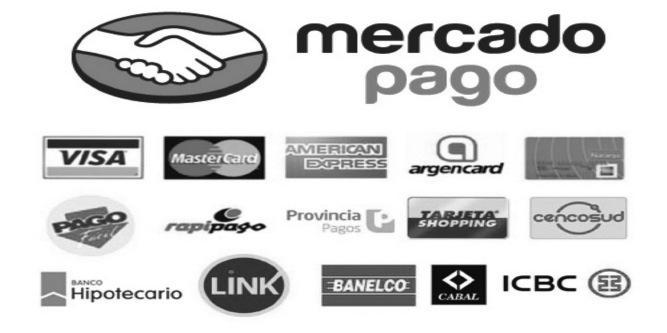 mercado
pago
VISA
MasterCard
AMERICAN
EXPRESS
argencard
Naranja
PAGO
fácil
rapipago
Provincia
Pagos
TARJETA
SHOPPING
cencosud
BANCO
Hipotecario
LINK
BANELCO
CABAL
ICBC